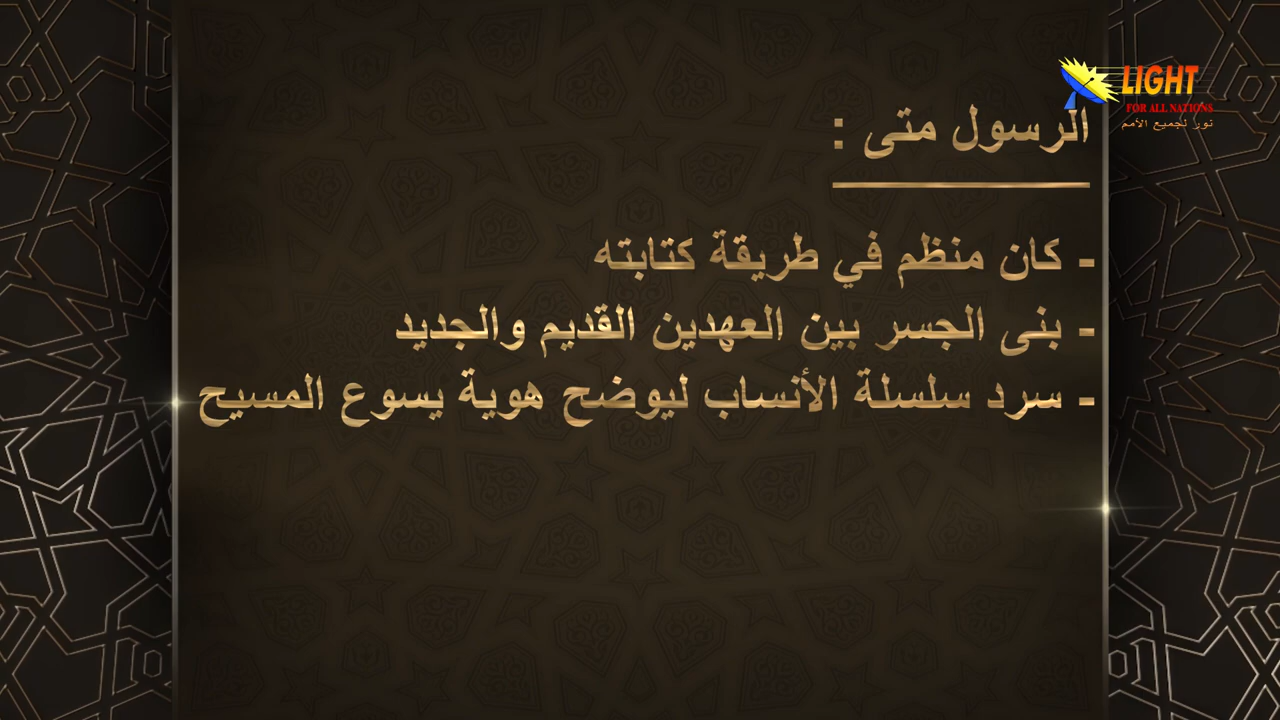 LIGHT
FOR ALL NATIONS
نور لجميع الأمم
الرسول متى :
- كان منظم في طريقة كتابته
- بنى الجسر بين العهدين القديم والجديد
- سرد سلسلة الأنساب ليوضح هوية يسوع المسيح